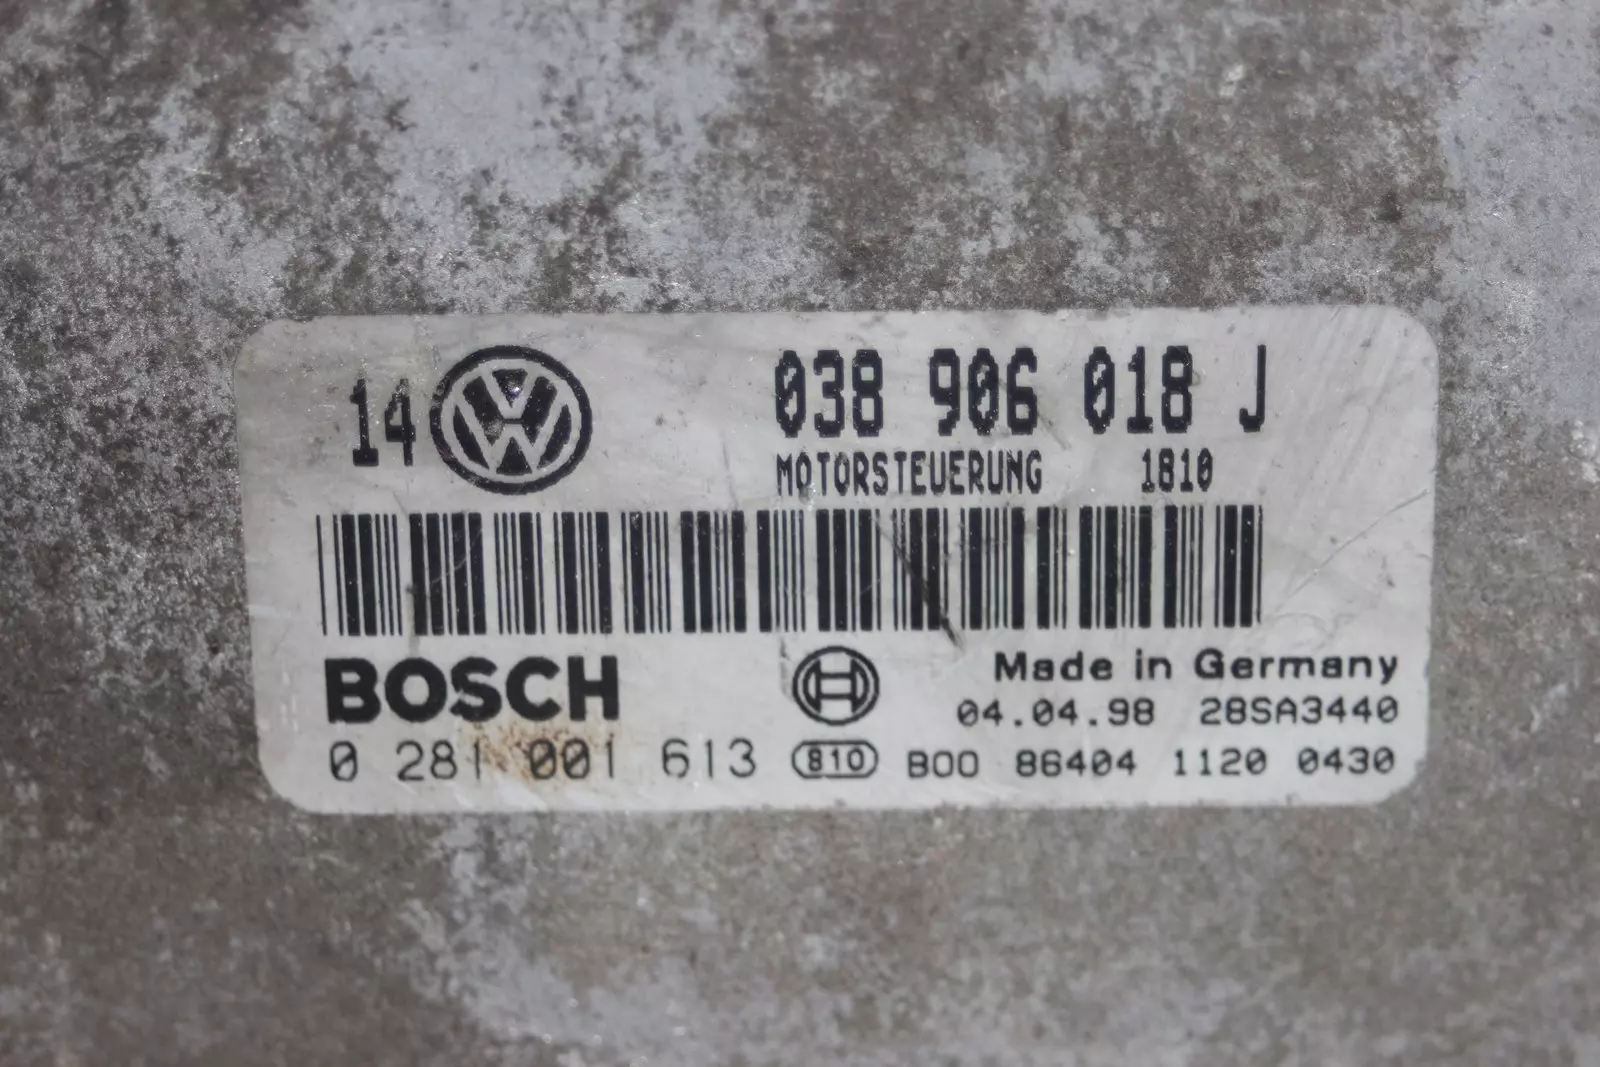 14 038 906 018 J
MOTORSTEUERUNG 1810
BOSCH Made in Germany
04.04.98 28SA3440
0 281 001 613 810 B00 86404 1120 0430